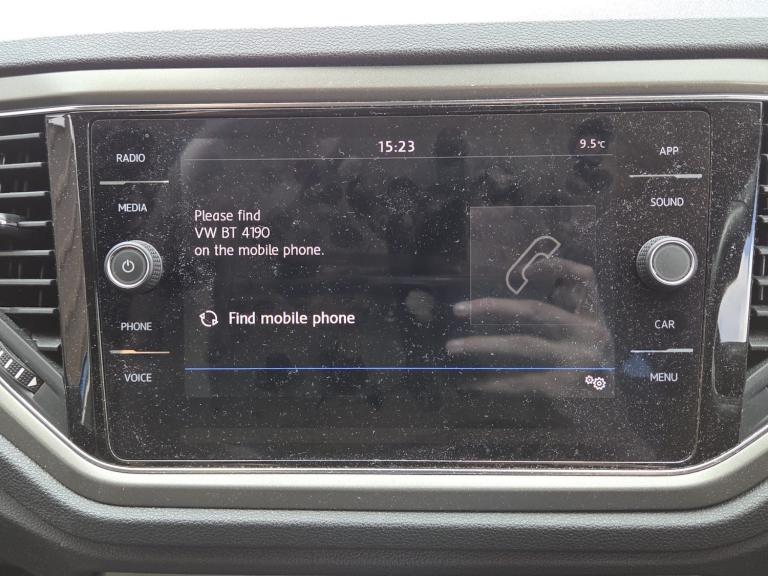 15:23
9.5°C
RADIO
MEDIA
PHONE
VOICE
Please find
VW BT 4190
on the mobile phone.
Find mobile phone
APP
SOUND
CAR
MENU